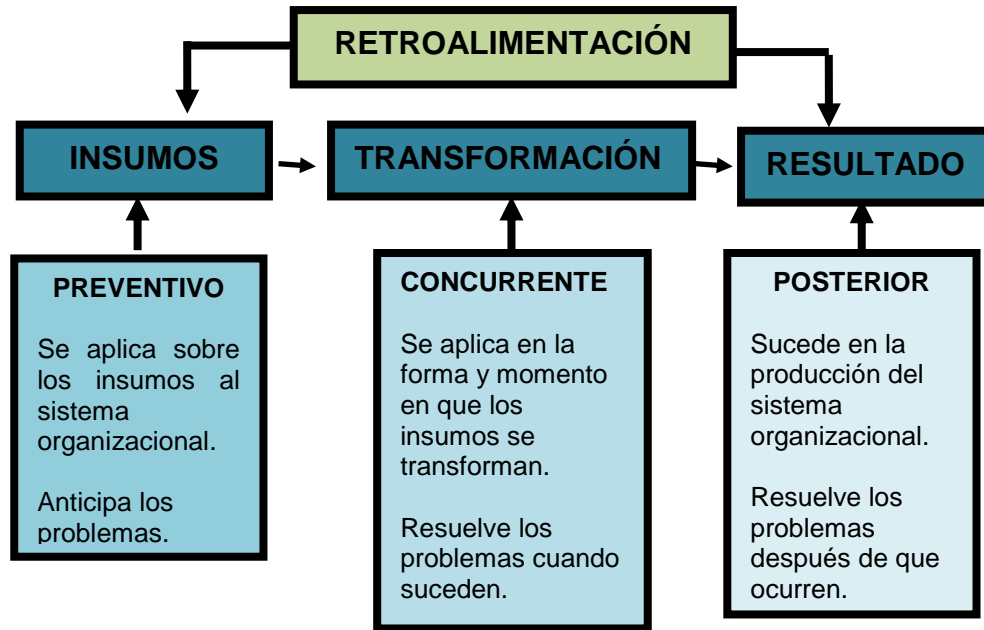 RETROALIMENTACIÓN
INSUMOS
TRANSFORMACIÓN
RESULTADO
PREVENTIVO
Se aplica sobre
los insumos al
sistema
organizacional.
Anticipa los
problemas.
CONCURRENTE
Se aplica en la
forma y momento
en que los
insumos se
transforman.
Resuelve los
problemas cuando
suceden.
POSTERIOR
Sucede en la
producción del
sistema
organizacional.
Resuelve los
problemas
después de que
ocurren.